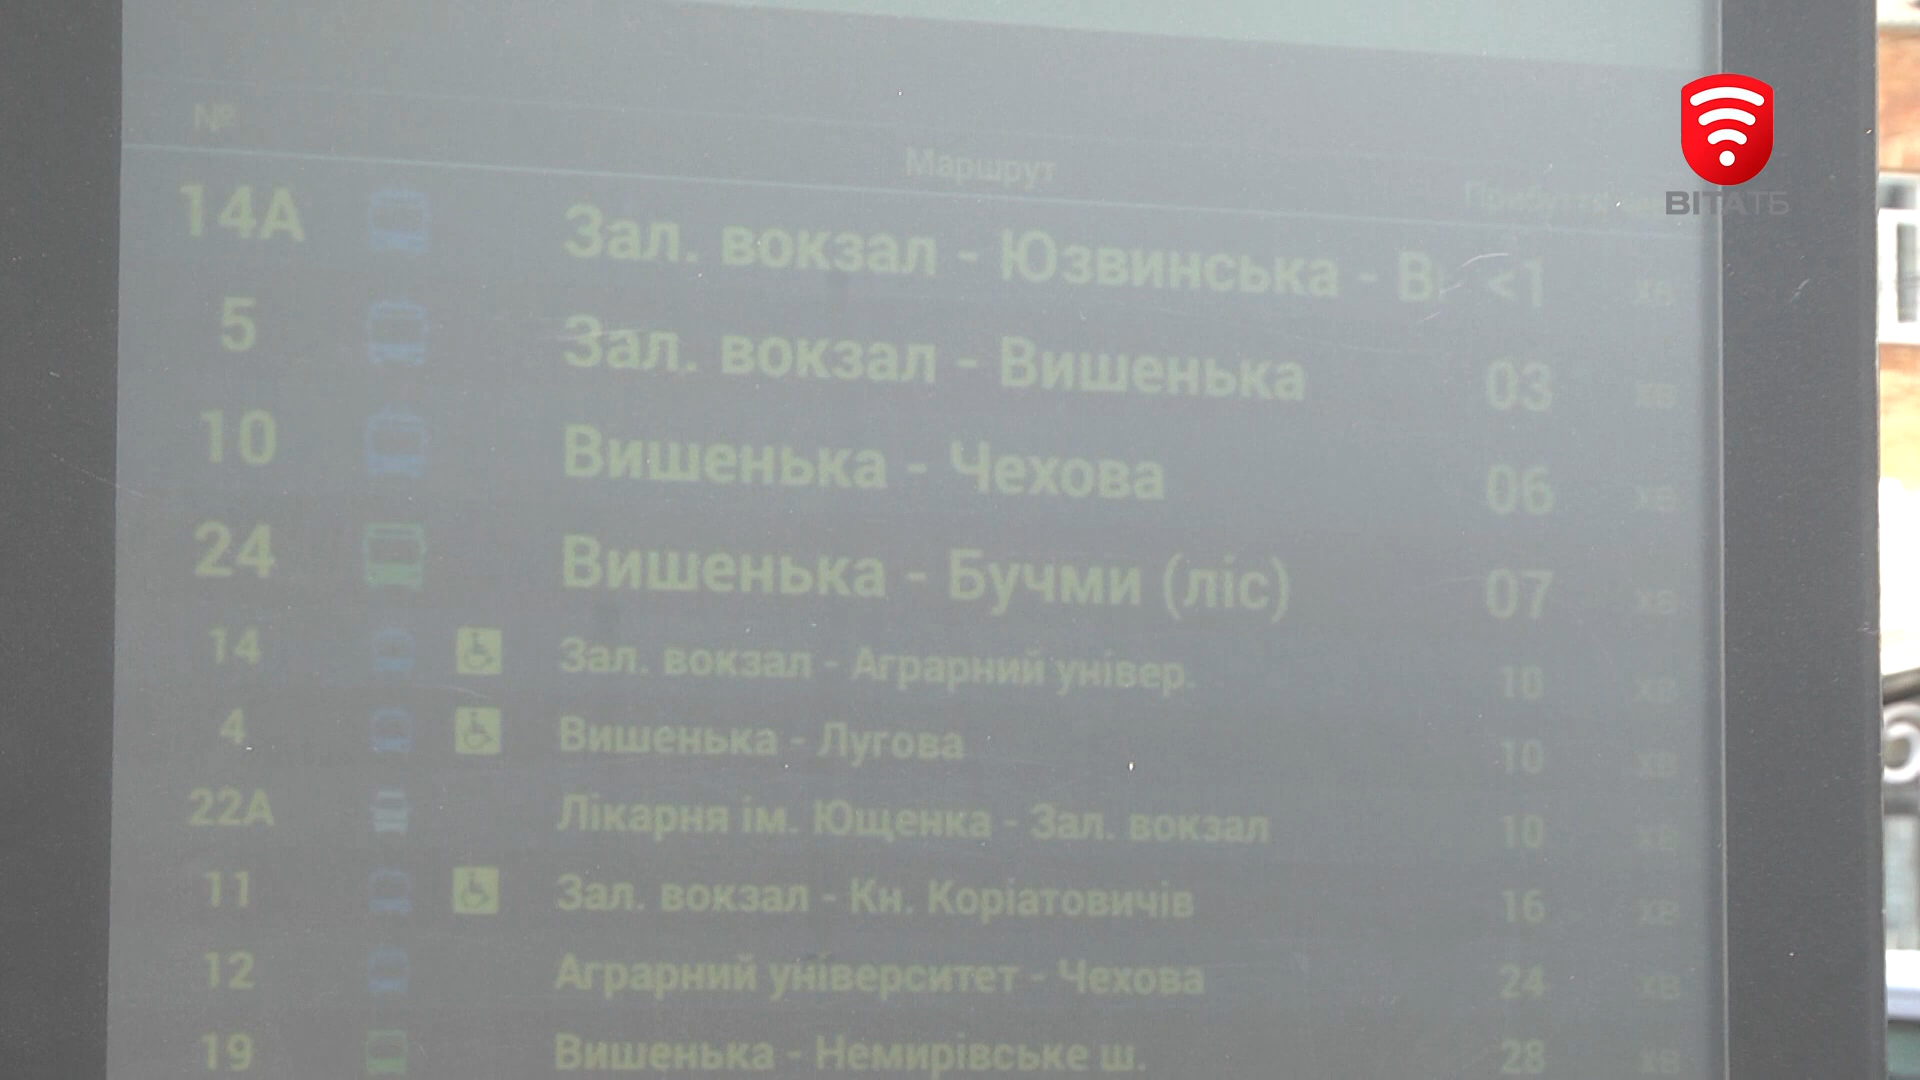 № Маршрут Прибуття
14А Зал. вокзал - Юзвинська - Ви <1 хв
5 Зал. вокзал - Вишенька 03 хв
10 Вишенька - Чехова 06 хв
24 Вишенька - Бучми (ліс) 07 хв
14 Зал. вокзал - Аграрний універ. 10 хв
4 Вишенька - Лугова 10 хв
22А Лікарня ім. Ющенка - Зал. вокзал 10 хв
11 Зал. вокзал - Кн. Коріатовичів 16 хв
12 Аграрний університет - Чехова 24 хв
19 Вишенька - Немирівське ш. 28 хв
ВІТАТБ